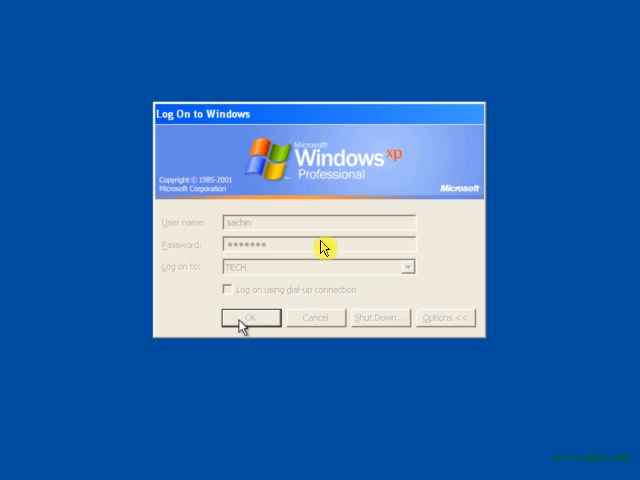 Log On to Windows
Microsoft®
Windows xp
Professional
Copyright © 1985-2001
Microsoft Corporation
Microsoft
User name:
sachin
Password:
•••••••
Log on to:
TECH
Log on using dial-up connection
OK
Cancel
Shut Down...
Options <<